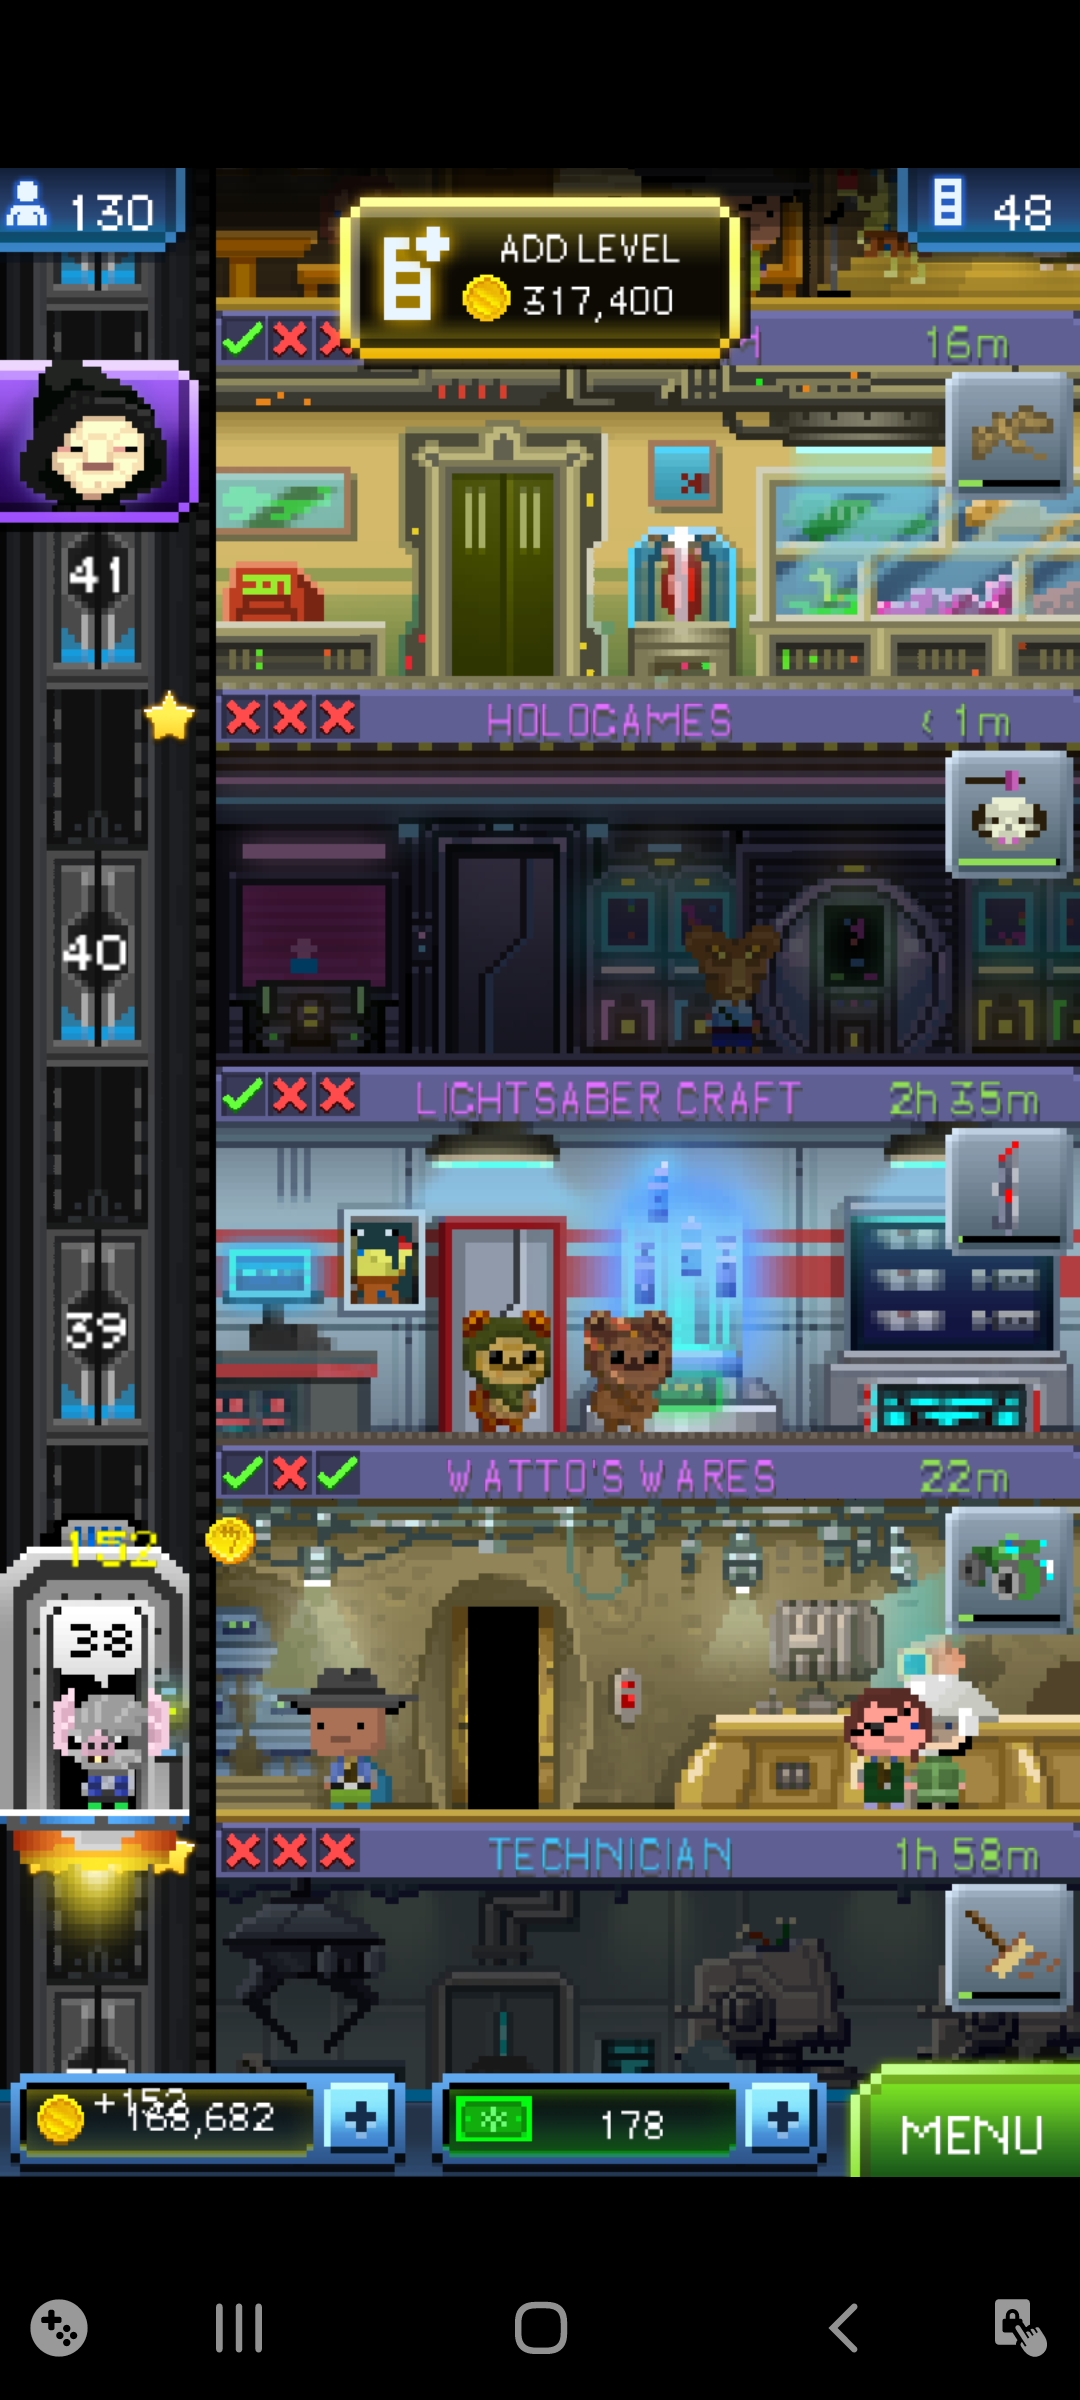 130
ADD LEVEL
317,400
48
16m
41
HOLOGAMES
< 1m
40
LIGHTSABER CRAFT
2h 35m
39
WATTO'S WARES
22m
152
38
TECHNICIAN
1h 58m
+152
168,682
+
178
+
MENU